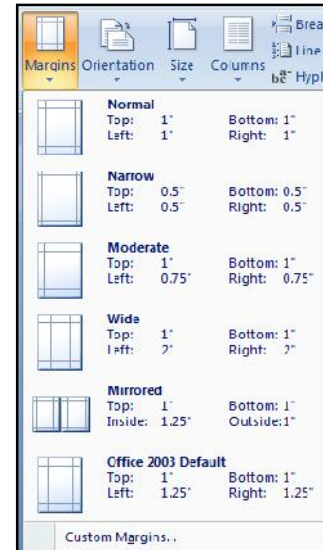 Brea
Line
Hyph
Margins Orientation Size Columns
Normal
Top: 1" Bottom: 1"
Left: 1" Right: 1"
Narrow
Top: 0.5" Bottom: 0.5"
Left: 0.5" Right: 0.5"
Moderate
Top: 1" Bottom: 1"
Left: 0.75" Right: 0.75"
Wide
Top: 1" Bottom: 1"
Left: 2" Right: 2"
Mirrored
Top: 1" Bottom: 1"
Inside: 1.25" Outside: 1"
Office 2003 Default
Top: 1" Bottom: 1"
Left: 1.25" Right: 1.25"
Custom Margins...